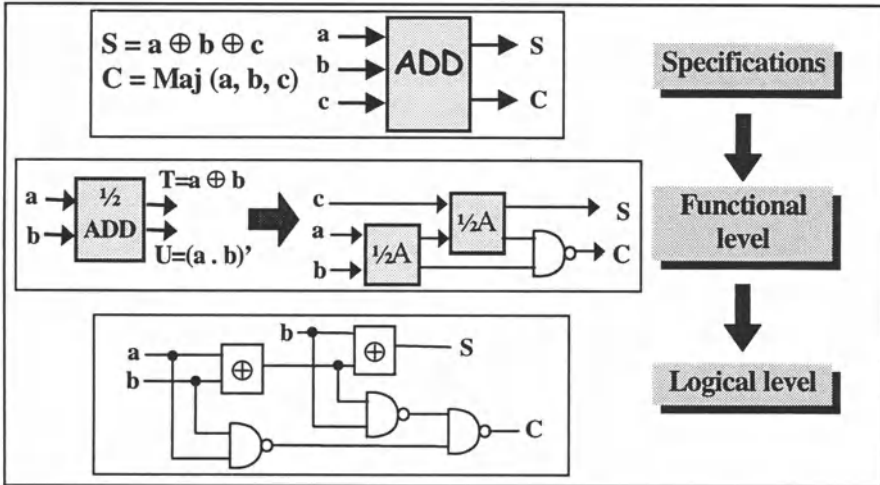 S = a ⊕ b ⊕ c
C = Maj (a, b, c)
a
b
c
ADD
S
C
Specifications
a
b
½
ADD
T=a ⊕ b
U=(a . b)’
c
a
b
½A
½A
S
C
Functional
level
a
b
⊕
b
⊕
S
C
Logical level